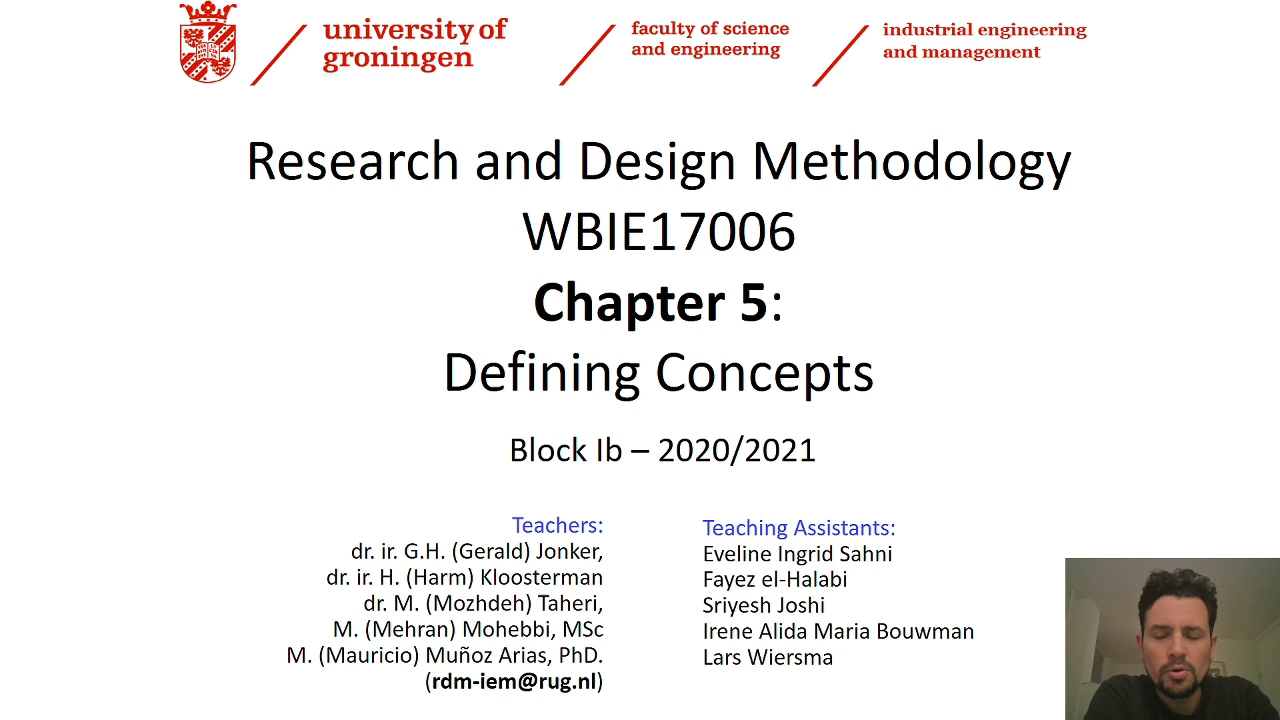 university of
groningen
faculty of science
and engineering
industrial engineering
and management
Research and Design Methodology
WBIE17006
Chapter 5:
Defining Concepts
Block Ib – 2020/2021
Teachers:
dr. ir. G.H. (Gerald) Jonker,
dr. ir. H. (Harm) Kloosterman
dr. M. (Mozhdeh) Taheri,
M. (Mehran) Mohebbi, MSc
M. (Mauricio) Muñoz Arias, PhD.
(rdm-iem@rug.nl)
Teaching Assistants:
Eveline Ingrid Sahni
Fayez el-Halabi
Sriyesh Joshi
Irene Alida Maria Bouwman
Lars Wiersma